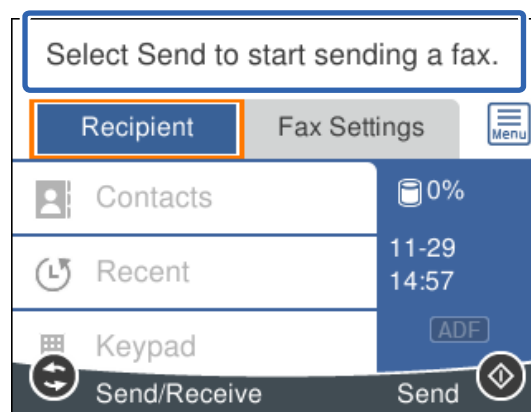 Select Send to start sending a fax.
Recipient
Fax Settings
Menu
Contacts
0%
Recent
11-29
14:57
Keypad
ADF
Send/Receive
Send